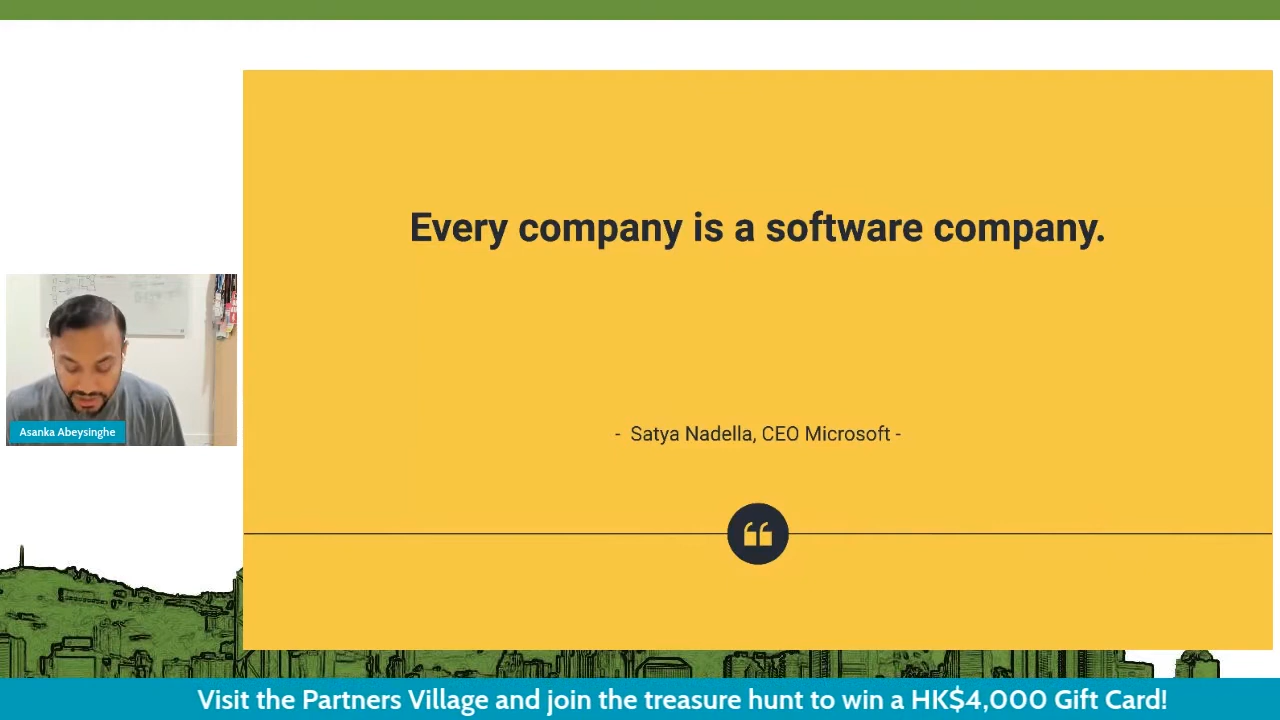 Every company is a software company.
- Satya Nadella, CEO Microsoft -
Asanka Abeysinghe
Visit the Partners Village and join the treasure hunt to win a HK$4,000 Gift Card!